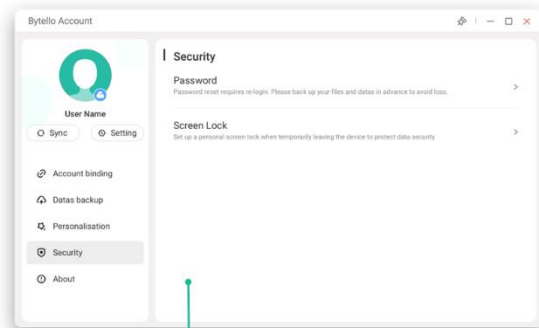 Bytello Account
User Name
Sync
Setting
Account binding
Datas backup
Personalisation
Security
About
Security
Password
Password reset requires re-login. Please back up your files and datas in advance to avoid loss.
Screen Lock
Set up a personal screen lock when temporarily leaving the device to protect data security